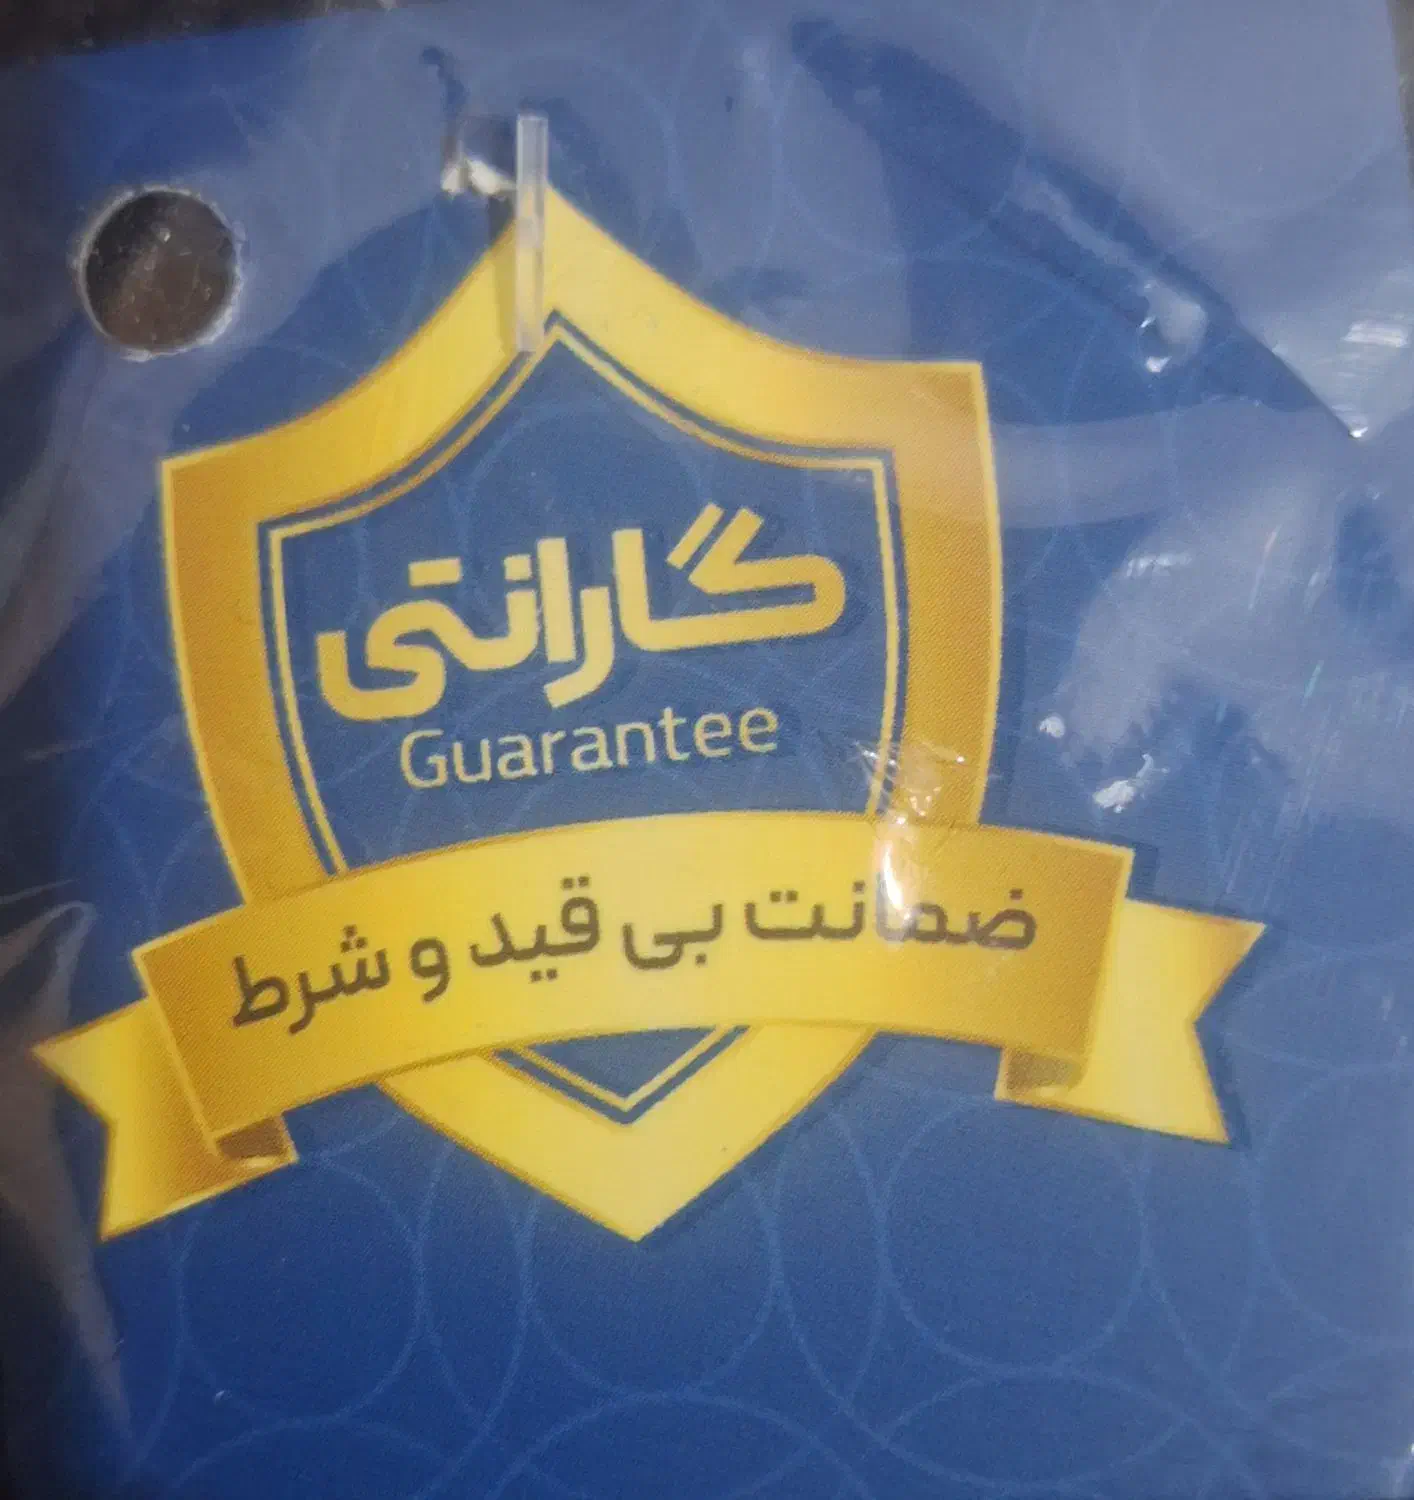 گارانتی
Guarantee
ضمانت بی قید و شرط